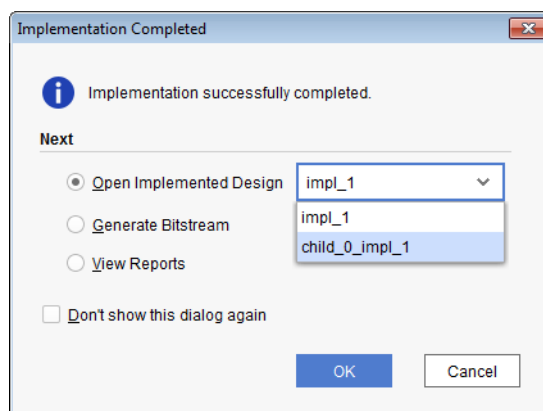 Implementation Completed
Implementation successfully completed.
Next
Open Implemented Design
impl_1
impl_1
child_0_impl_1
Generate Bitstream
View Reports
Don't show this dialog again
OK
Cancel